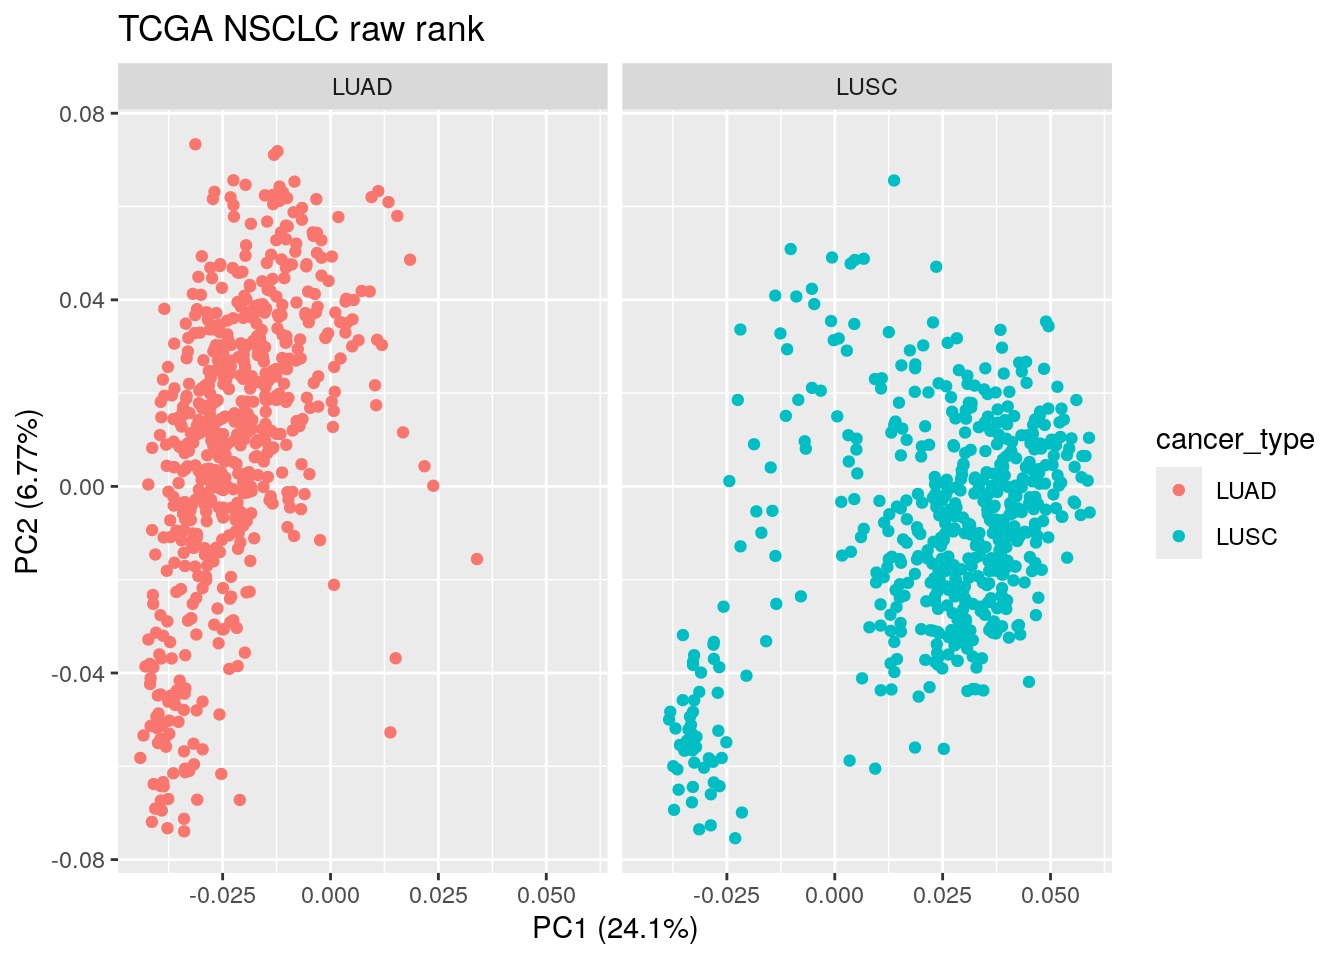 TCGA NSCLC raw rank
LUAD
LUSC
0.08
0.04
0.00
-0.04
-0.08
PC2 (6.77%)
-0.025 0.000 0.025 0.050
-0.025 0.000 0.025 0.050
PC1 (24.1%)
cancer_type
LUAD
LUSC